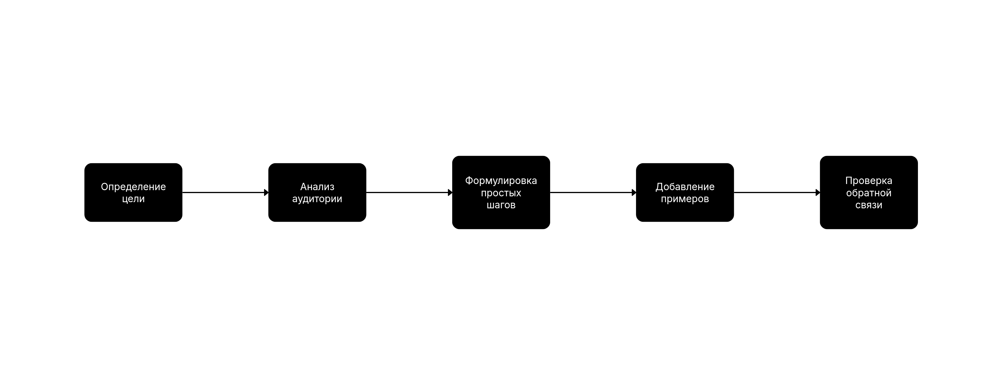 Определение
цели
Анализ
аудитории
Формулировка
простых
шагов
Добавление
примеров
Проверка
обратной
связи